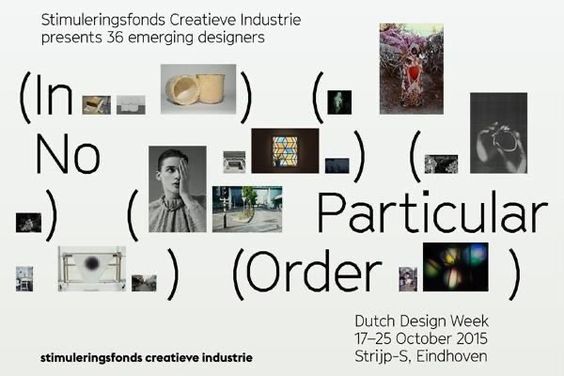 Stimuleringsfonds Creatieve Industrie
presents 36 emerging designers
(In ) (
No ) (
) ( Particular
) (Order )
Dutch Design Week
17–25 October 2015
Strijp-S, Eindhoven
stimuleringsfonds creatieve industrie